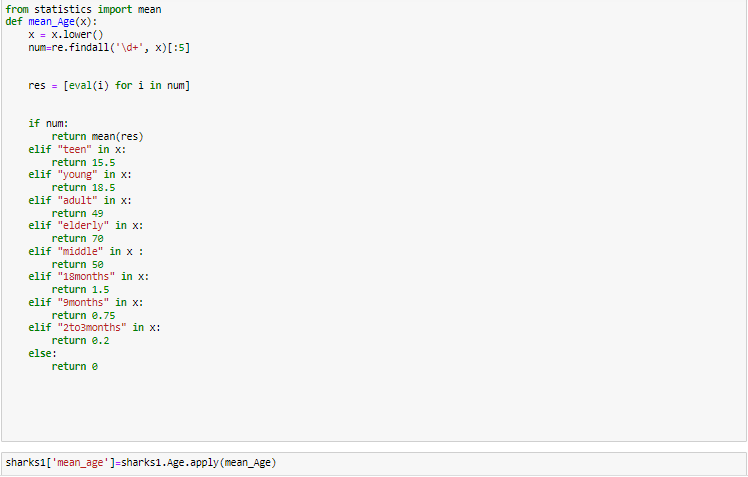 from statistics import mean
def mean_Age(x):
    x = x.lower()
    num=re.findall('\d+', x)[:5]
    res = [eval(i) for i in num]
    if num:
        return mean(res)
    elif "teen" in x:
        return 15.5
    elif "young" in x:
        return 18.5
    elif "adult" in x:
        return 49
    elif "elderly" in x:
        return 70
    elif "middle" in x :
        return 50
    elif "18months" in x:
        return 1.5
    elif "9months" in x:
        return 0.75
    elif "2to3months" in x:
        return 0.2
    else:
        return 0
sharks1['mean_age']=sharks1.Age.apply(mean_Age)